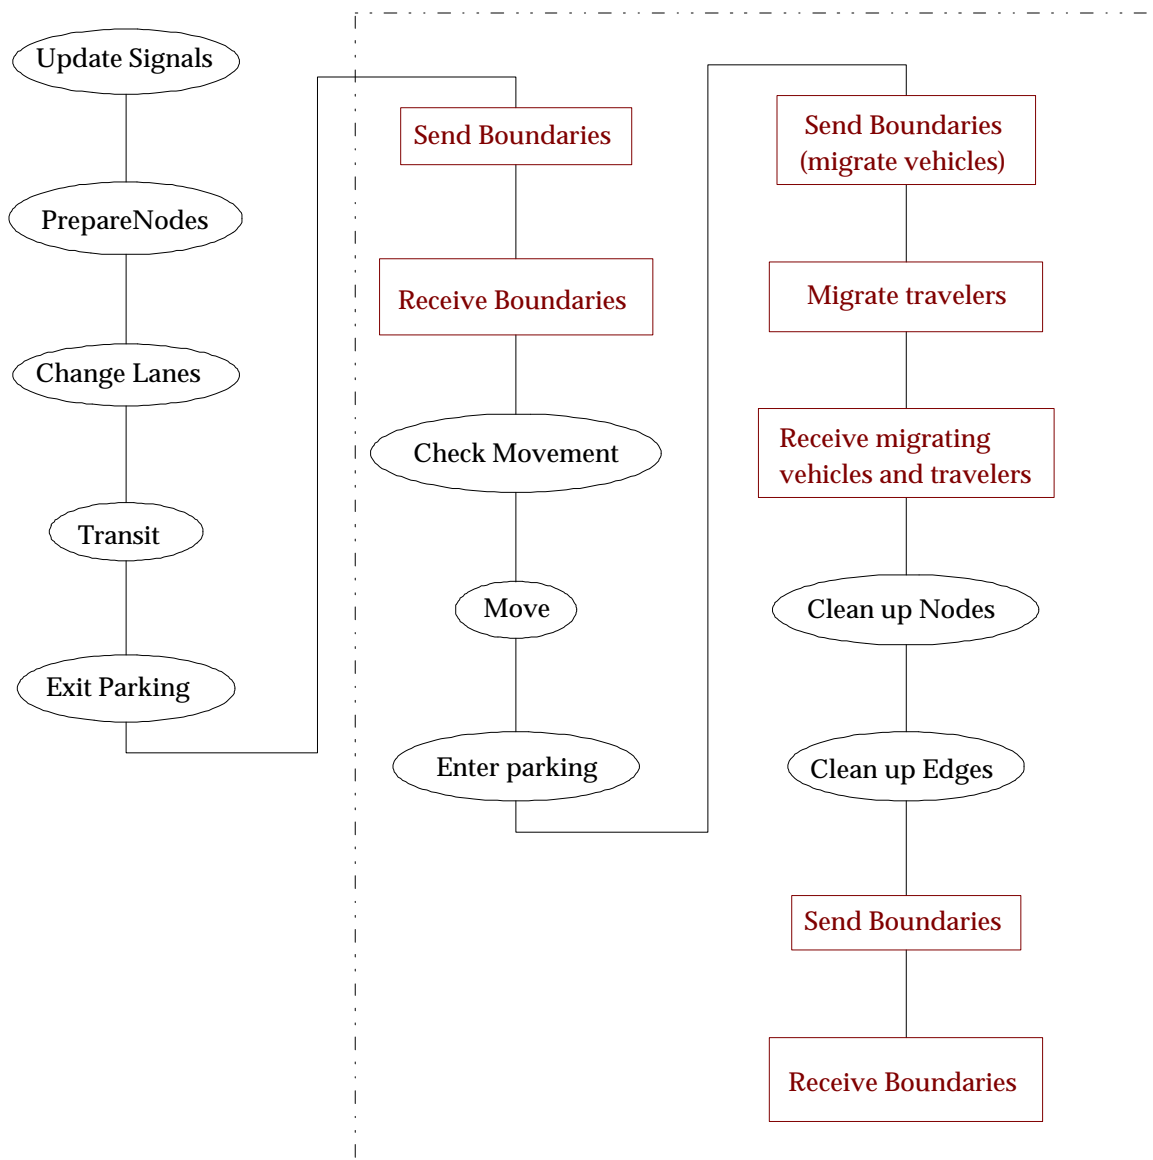 Update Signals
PrepareNodes
Change Lanes
Transit
Exit Parking
Send Boundaries
Receive Boundaries
Check Movement
Move
Enter parking
Send Boundaries
(migrate vehicles)
Migrate travelers
Receive migrating
vehicles and travelers
Clean up Nodes
Clean up Edges
Send Boundaries
Receive Boundaries